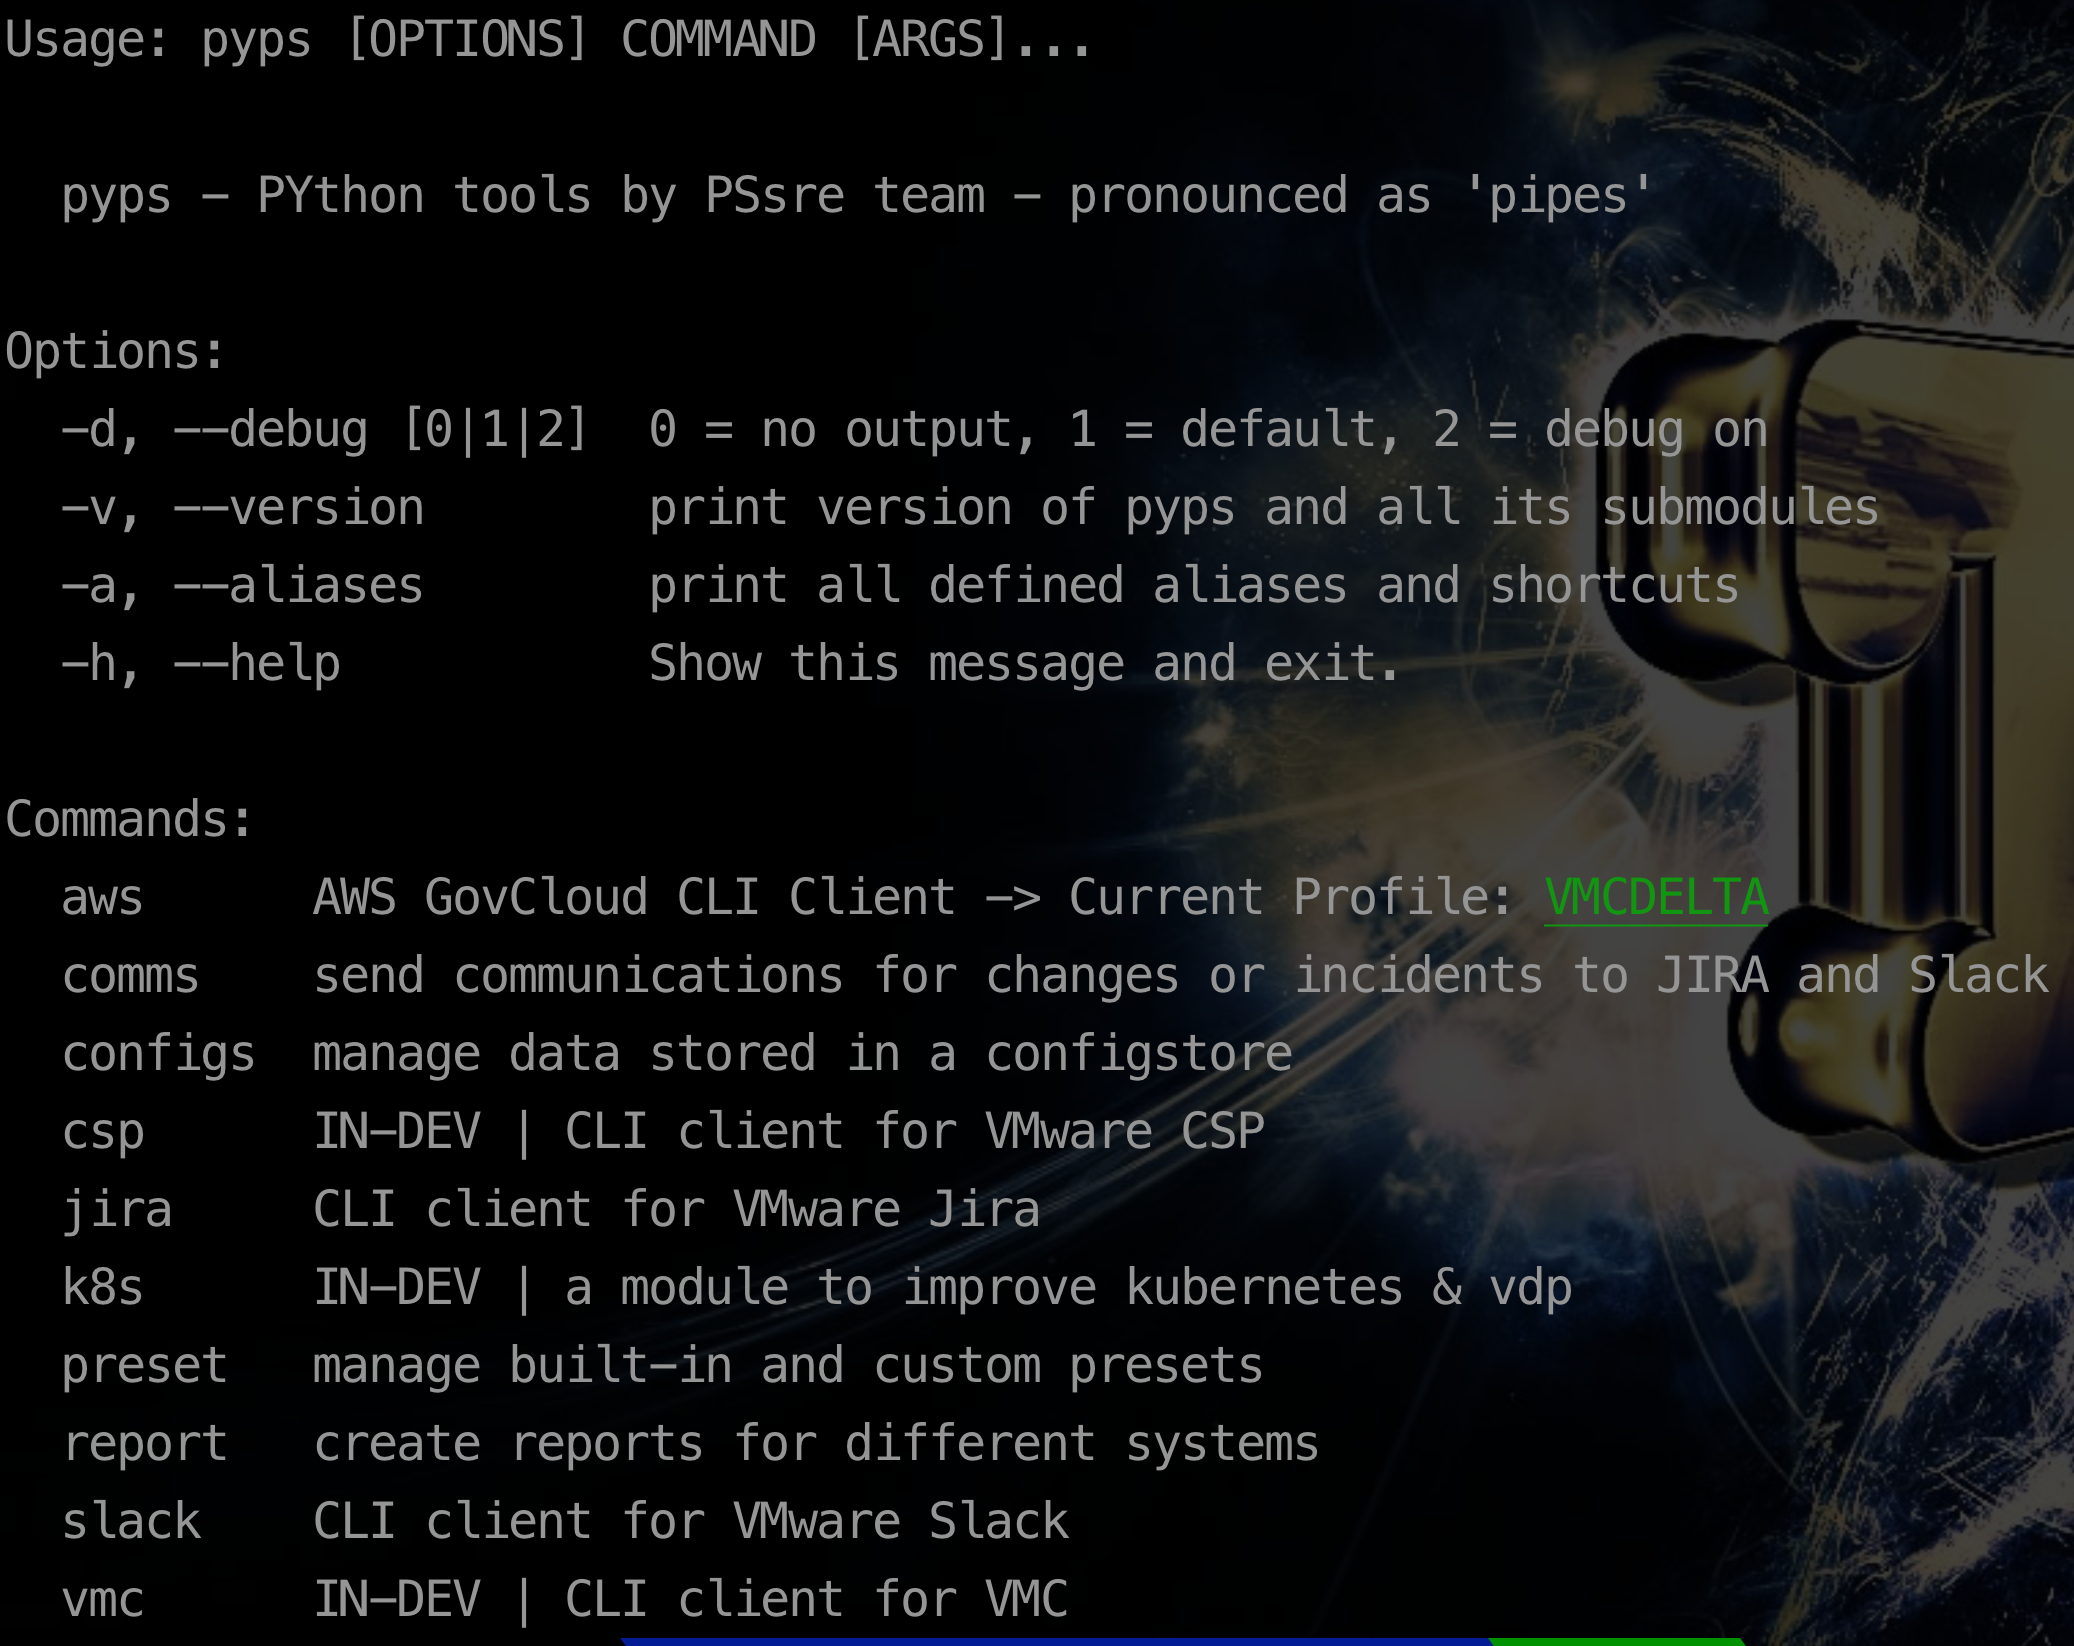 Usage: pyps [OPTIONS] COMMAND [ARGS]...
pyps - PYthon tools by PSsre team - pronounced as 'pipes'
Options:
-d, --debug [0|1|2]  0 = no output, 1 = default, 2 = debug on
-v, --version        print version of pyps and all its submodules
-a, --aliases        print all defined aliases and shortcuts
-h, --help           Show this message and exit.
Commands:
aws      AWS GovCloud CLI Client -> Current Profile: VMCDELTA
comms    send communications for changes or incidents to JIRA and Slack
configs  manage data stored in a configstore
csp      IN-DEV | CLI client for VMware CSP
jira     CLI client for VMware Jira
k8s      IN-DEV | a module to improve kubernetes & vdp
preset   manage built-in and custom presets
report   create reports for different systems
slack    CLI client for VMware Slack
vmc      IN-DEV | CLI client for VMC